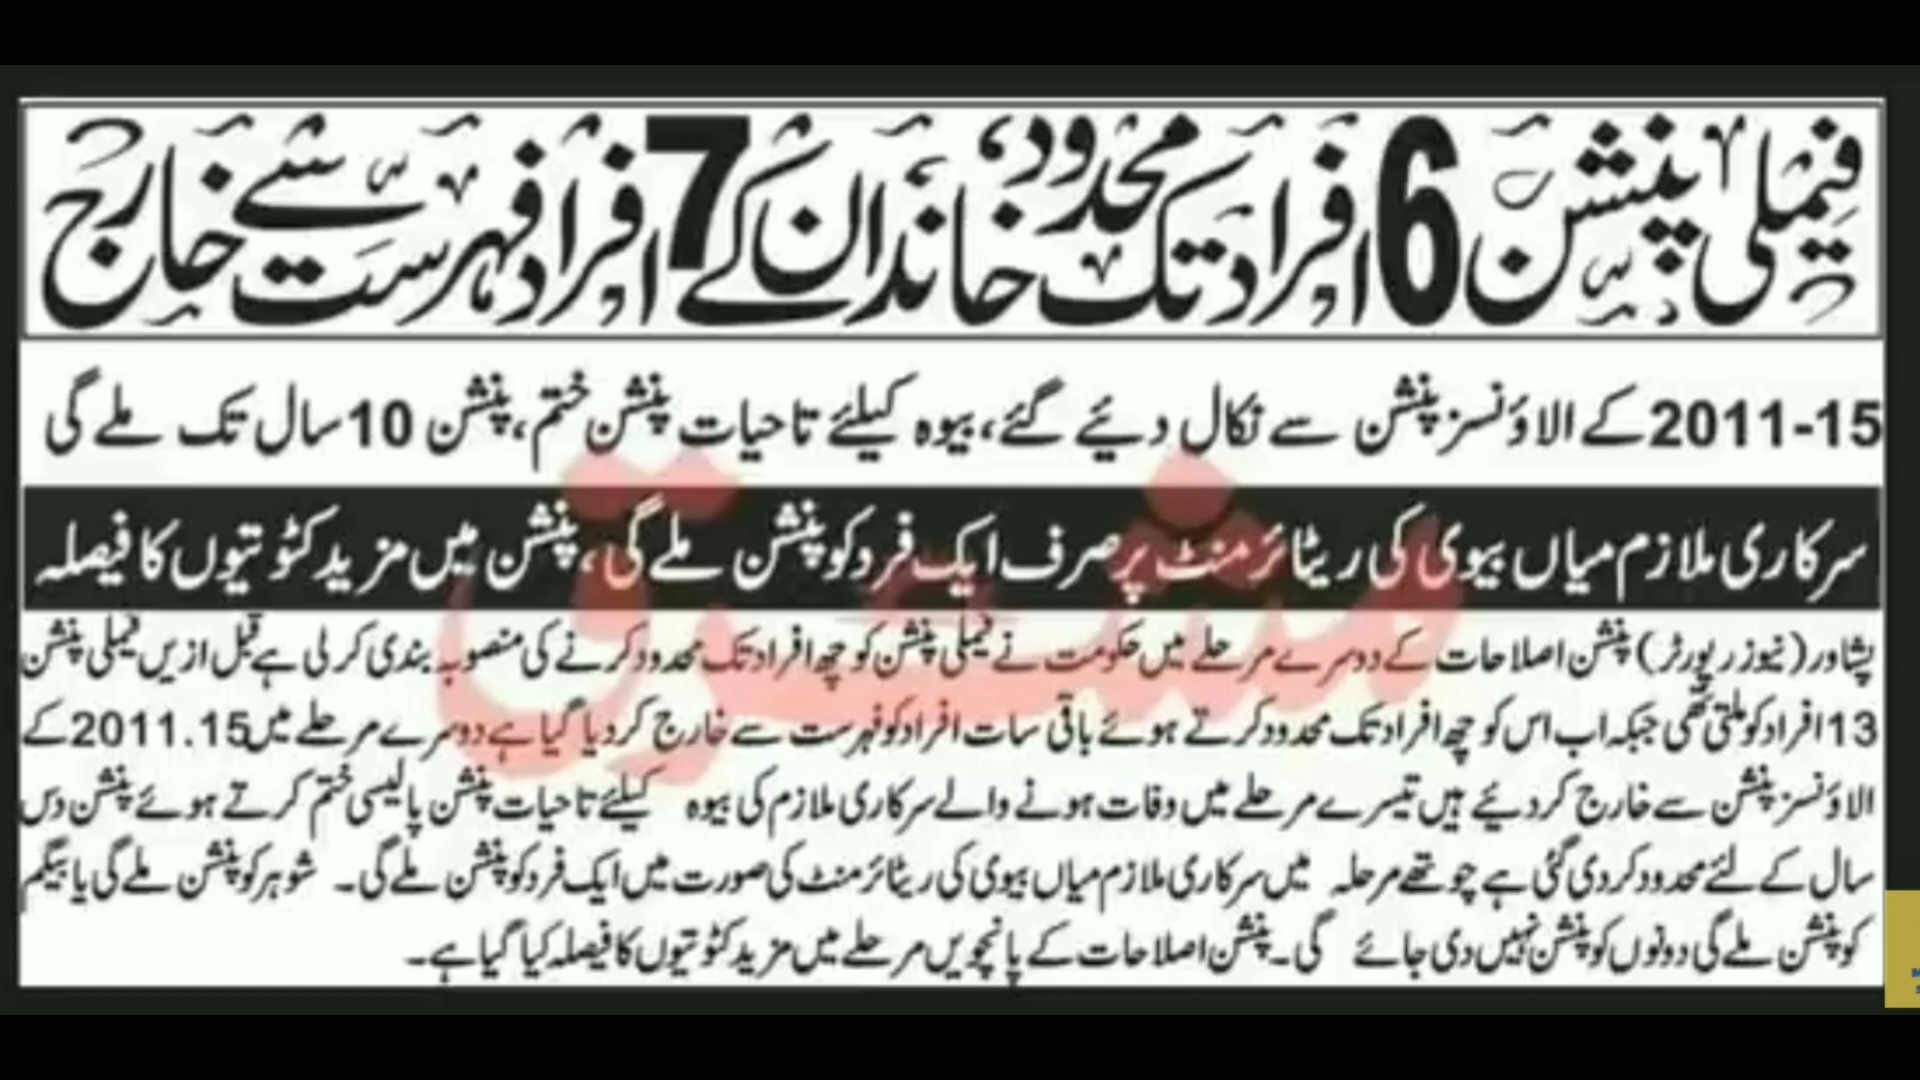 فیملی پنشن 6 افراد تک محدود، خاندان کے 7 افراد فہرست سے خارج
2011-15 کے الاؤنسز پنشن سے نکال دیئے گئے، بیوہ کیلئے تاحیات پنشن ختم، پنشن 10 سال تک ملے گی
سرکاری ملازم میاں بیوی کی ریٹائرمنٹ پر صرف ایک فرد کو پنشن ملے گی، پنشن میں مزید کٹوتیوں کا فیصلہ
پشاور (نیوز رپورٹر) پنشن اصلاحات کے دوسرے مرحلے میں حکومت نے فیملی پنشن کو چھ افراد تک محدود کرنے کی منصوبہ بندی کر لی ہے قبل ازیں فیملی پنشن
13 افراد کو ملتی تھی جبکہ اب اس کو چھ افراد تک محدود کرتے ہوئے باقی سات افراد کو فہرست سے خارج کر دیا گیا ہے دوسرے مرحلے میں 2011.15 کے
الاؤنسز پنشن سے خارج کر دیئے ہیں تیسرے مرحلے میں وفات ہونے والے سرکاری ملازم کی بیوہ کیلئے تاحیات پنشن پالیسی ختم کرتے ہوئے پنشن دس
سال کے لئے محدود کر دی گئی ہے چوتھے مرحلہ میں سرکاری ملازم میاں بیوی کی ریٹائرمنٹ کی صورت میں ایک فرد کو پنشن ملے گی۔ شوہر کو پنشن ملے گی یا بیگم
کو پنشن ملے گی دونوں کو پنشن نہیں دی جائے گی۔ پنشن اصلاحات کے پانچویں مرحلے میں مزید کٹوتیوں کا فیصلہ کیا گیا ہے۔
مشرق